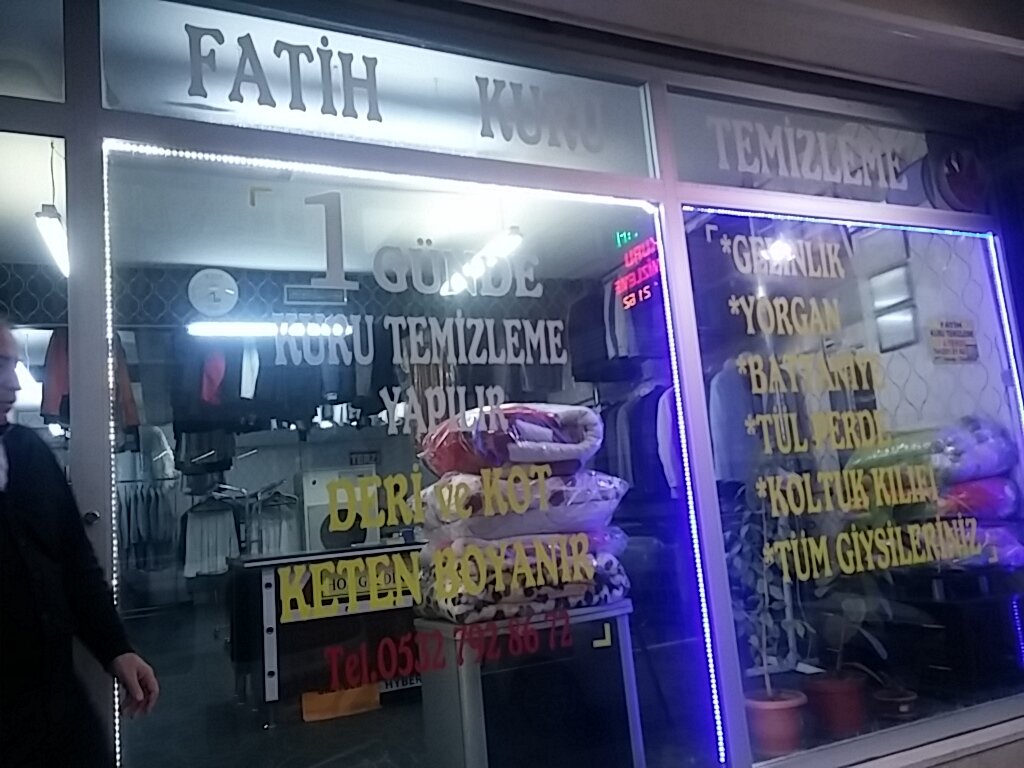 FATİH KURU TEMİZLEME
1 GÜNDE
KURU TEMİZLEME
YAPILIR
DERİ ve KOT
KETEN BOYANIR
Tel.0532 792 86 72
*GELİNLİK
*YORGAN
*BATTANİYE
*TÜL PERDE
*KOLTUK KILIFI
*TÜM GİYSİLERİNİZ